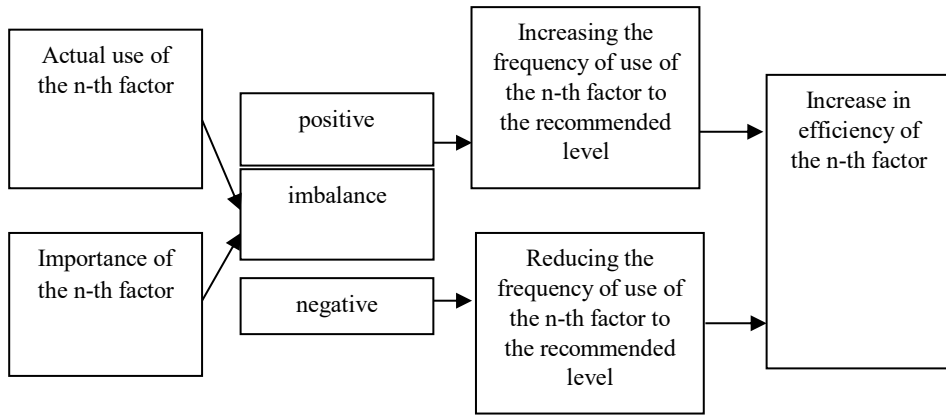 Actual use of
the n-th factor
Importance of
the n-th factor
positive
imbalance
negative
Increasing the
frequency of use of
the n-th factor to
the recommended
level
Reducing the
frequency of use of
the n-th factor to
the recommended
level
Increase in
efficiency of
the n-th factor